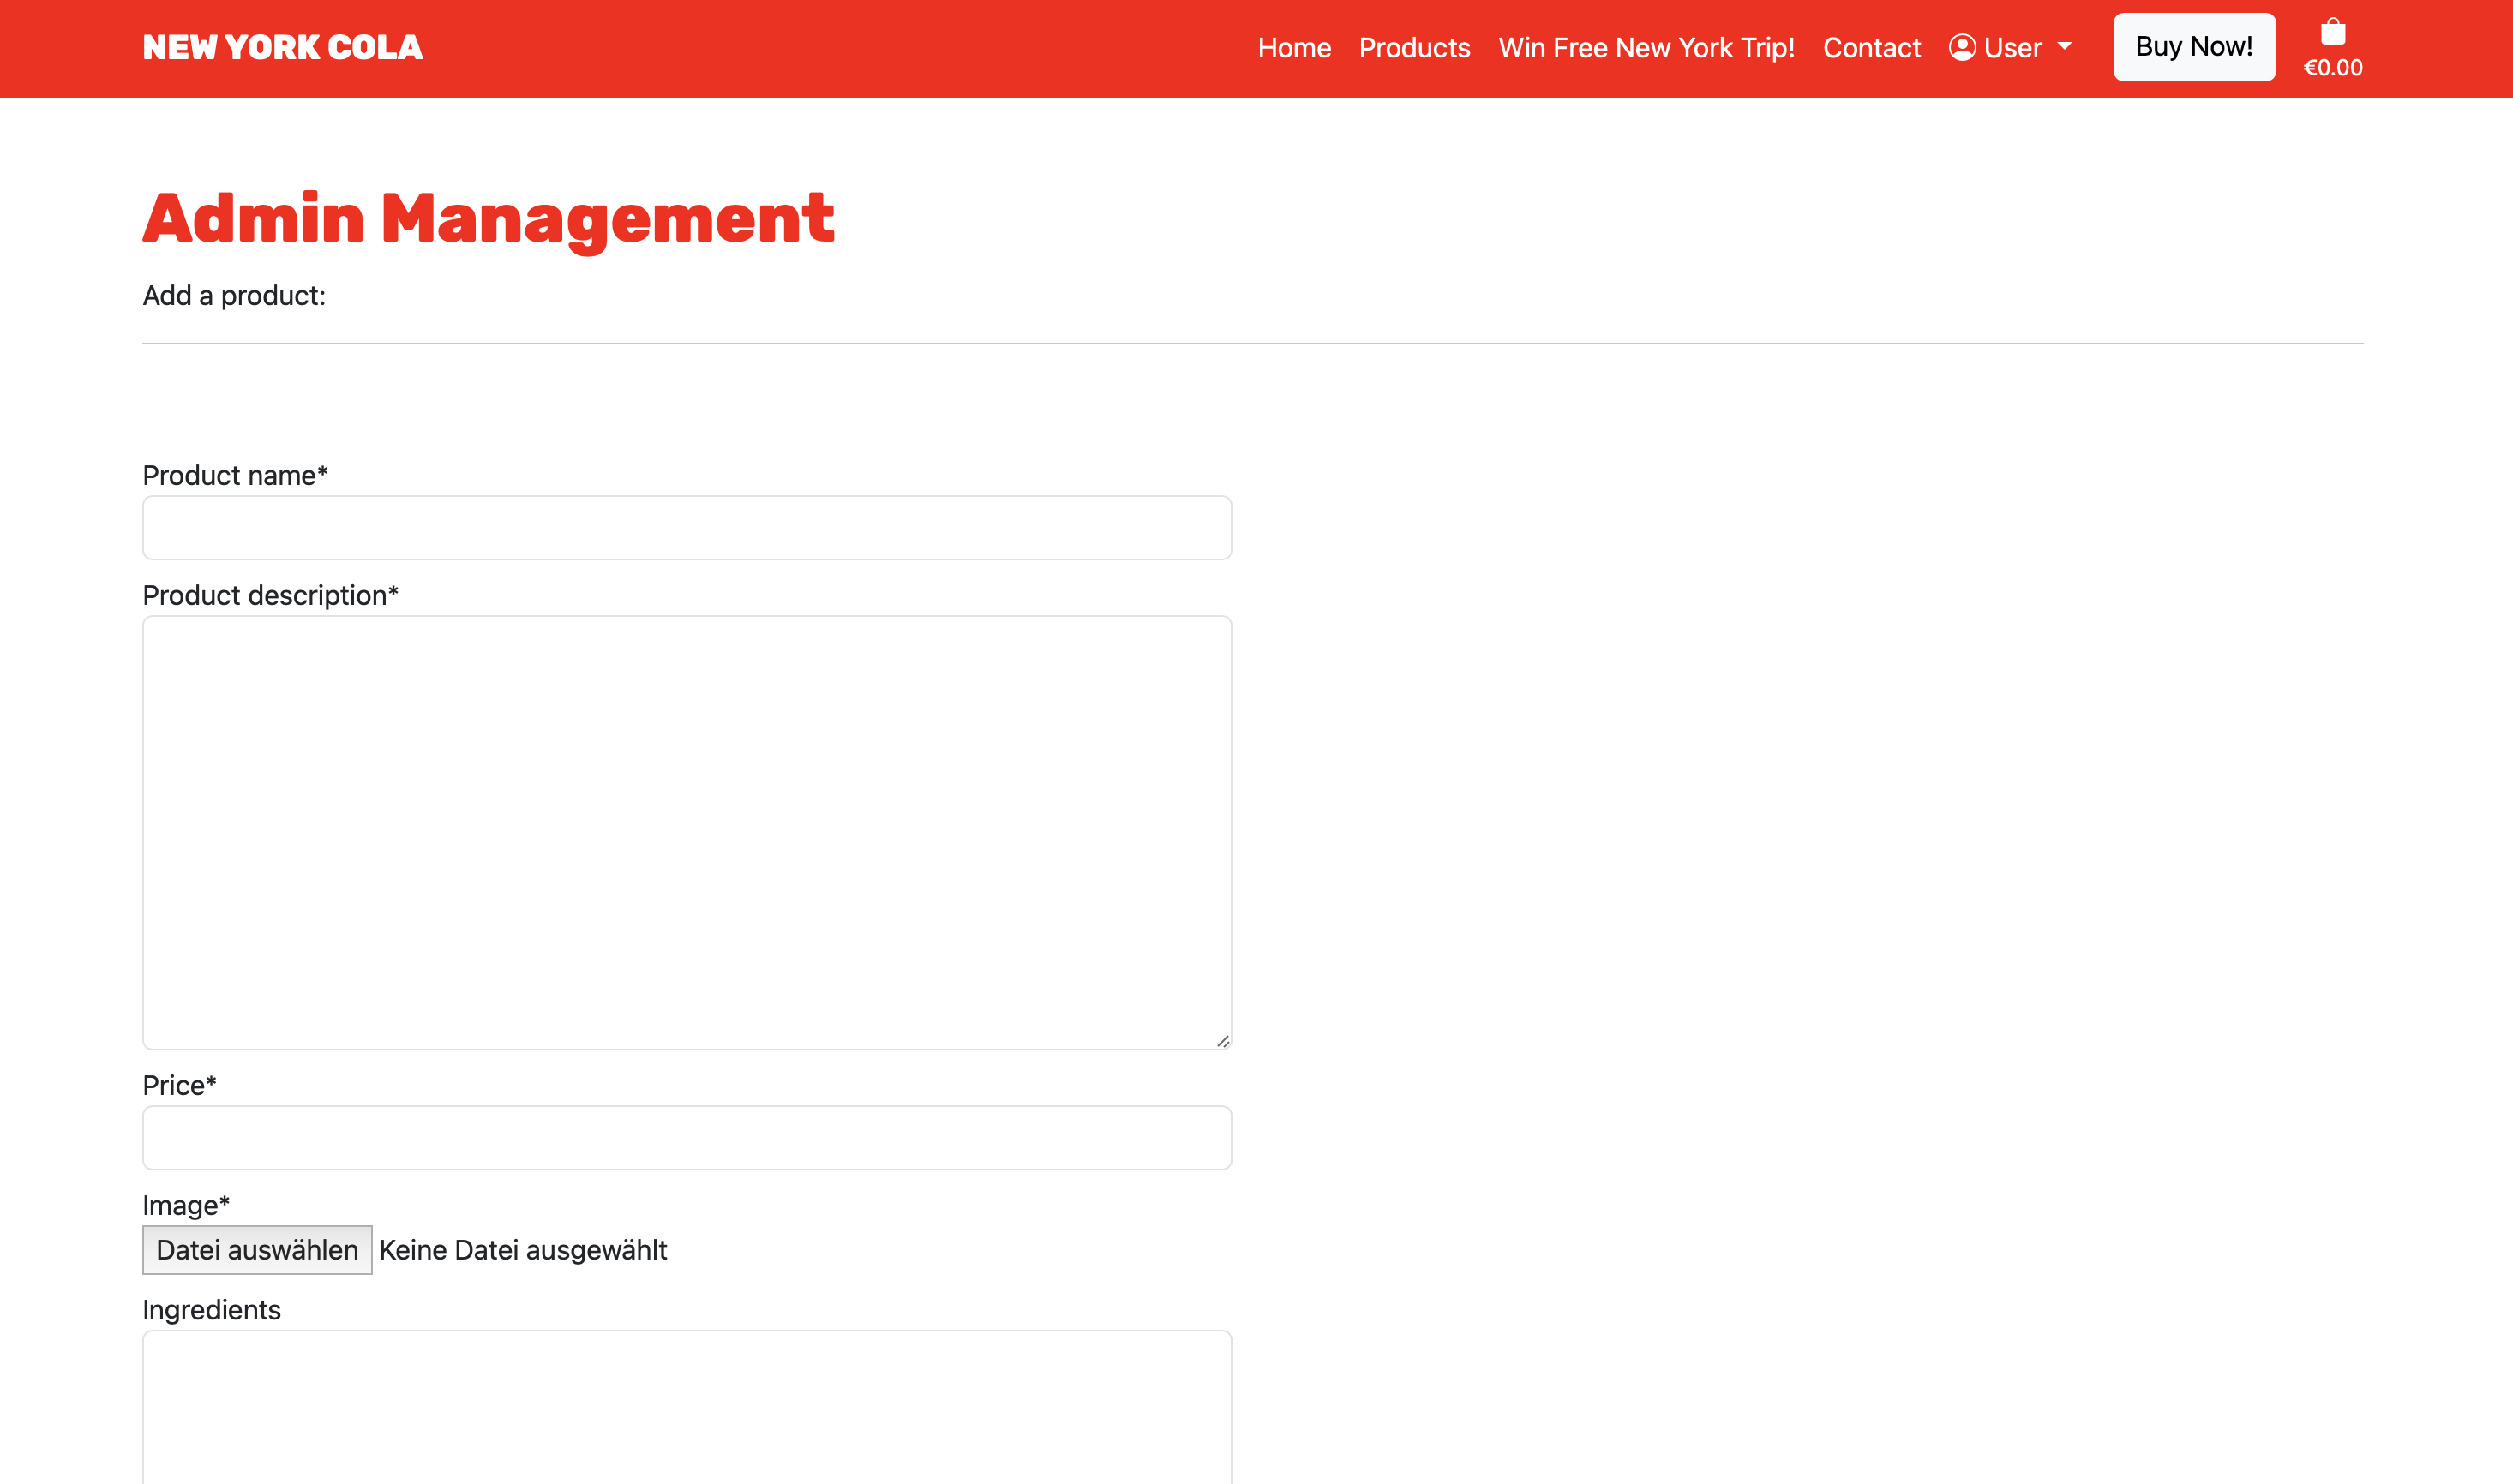 NEW YORK COLA
Home Products Win Free New York Trip! Contact User Buy Now! €0.00
Admin Management
Add a product:
Product name*
Product description*
Price*
Image*
Datei auswählen Keine Datei ausgewählt
Ingredients